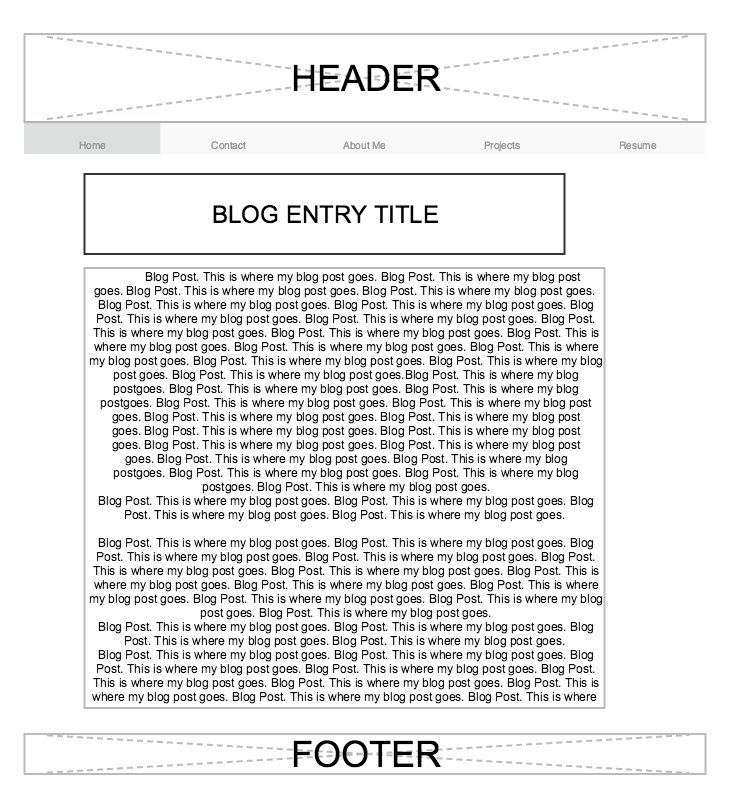 HEADER
Home Contact About Me Projects Resume
BLOG ENTRY TITLE
Blog Post. This is where my blog post goes. Blog Post. This is where my blog post
goes. Blog Post. This is where my blog post goes. Blog Post. This is where my blog post goes.
Blog Post. This is where my blog post goes. Blog Post. This is where my blog post goes. Blog
Post. This is where my blog post goes. Blog Post. This is where my blog post goes. Blog Post.
This is where my blog post goes. Blog Post. This is where my blog post goes. Blog Post. This is
where my blog post goes. Blog Post. This is where my blog post goes. Blog Post. This is where
my blog post goes. Blog Post. This is where my blog post goes. Blog Post. This is where my blog
post goes. Blog Post. This is where my blog post goes.Blog Post. This is where my blog
postgoes. Blog Post. This is where my blog post goes. Blog Post. This is where my blog
postgoes. Blog Post. This is where my blog post goes. Blog Post. This is where my blog post
goes. Blog Post. This is where my blog post goes. Blog Post. This is where my blog post
goes. Blog Post. This is where my blog post goes. Blog Post. This is where my blog post
goes. Blog Post. This is where my blog post goes. Blog Post. This is where my blog post
goes. Blog Post. This is where my blog post goes. Blog Post. This is where my blog
postgoes. Blog Post. This is where my blog post goes. Blog Post. This is where my blog
postgoes. Blog Post. This is where my blog post goes.
Blog Post. This is where my blog post goes. Blog Post. This is where my blog post goes. Blog
Post. This is where my blog post goes. Blog Post. This is where my blog post goes.
Blog Post. This is where my blog post goes. Blog Post. This is where my blog post goes. Blog
Post. This is where my blog post goes. Blog Post. This is where my blog post goes. Blog Post.
This is where my blog post goes. Blog Post. This is where my blog post goes. Blog Post. This is
where my blog post goes. Blog Post. This is where my blog post goes. Blog Post. This is where
my blog post goes. Blog Post. This is where my blog post goes. Blog Post. This is where my blog
post goes. Blog Post. This is where my blog post goes.
Blog Post. This is where my blog post goes. Blog Post. This is where my blog post goes. Blog
Post. This is where my blog post goes. Blog Post. This is where my blog post goes.
Blog Post. This is where my blog post goes. Blog Post. This is where my blog post goes. Blog
Post. This is where my blog post goes. Blog Post. This is where my blog post goes. Blog Post.
This is where my blog post goes. Blog Post. This is where my blog post goes. Blog Post. This is
where my blog post goes. Blog Post. This is where my blog post goes. Blog Post. This is where
FOOTER